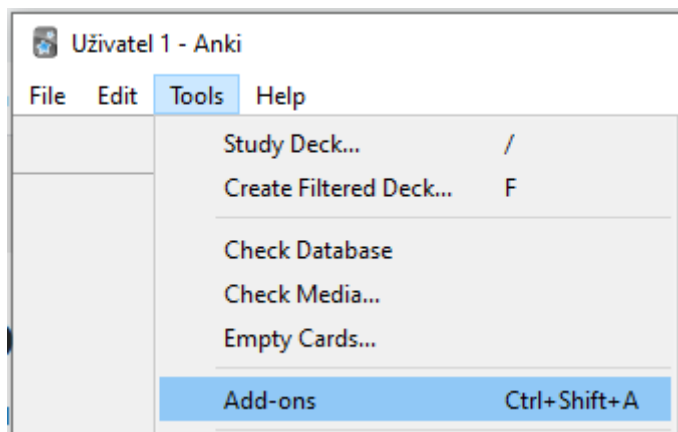 Uživatel 1 - Anki
File Edit Tools Help
Study Deck... /
Create Filtered Deck... F
Check Database
Check Media...
Empty Cards...
Add-ons Ctrl+Shift+A